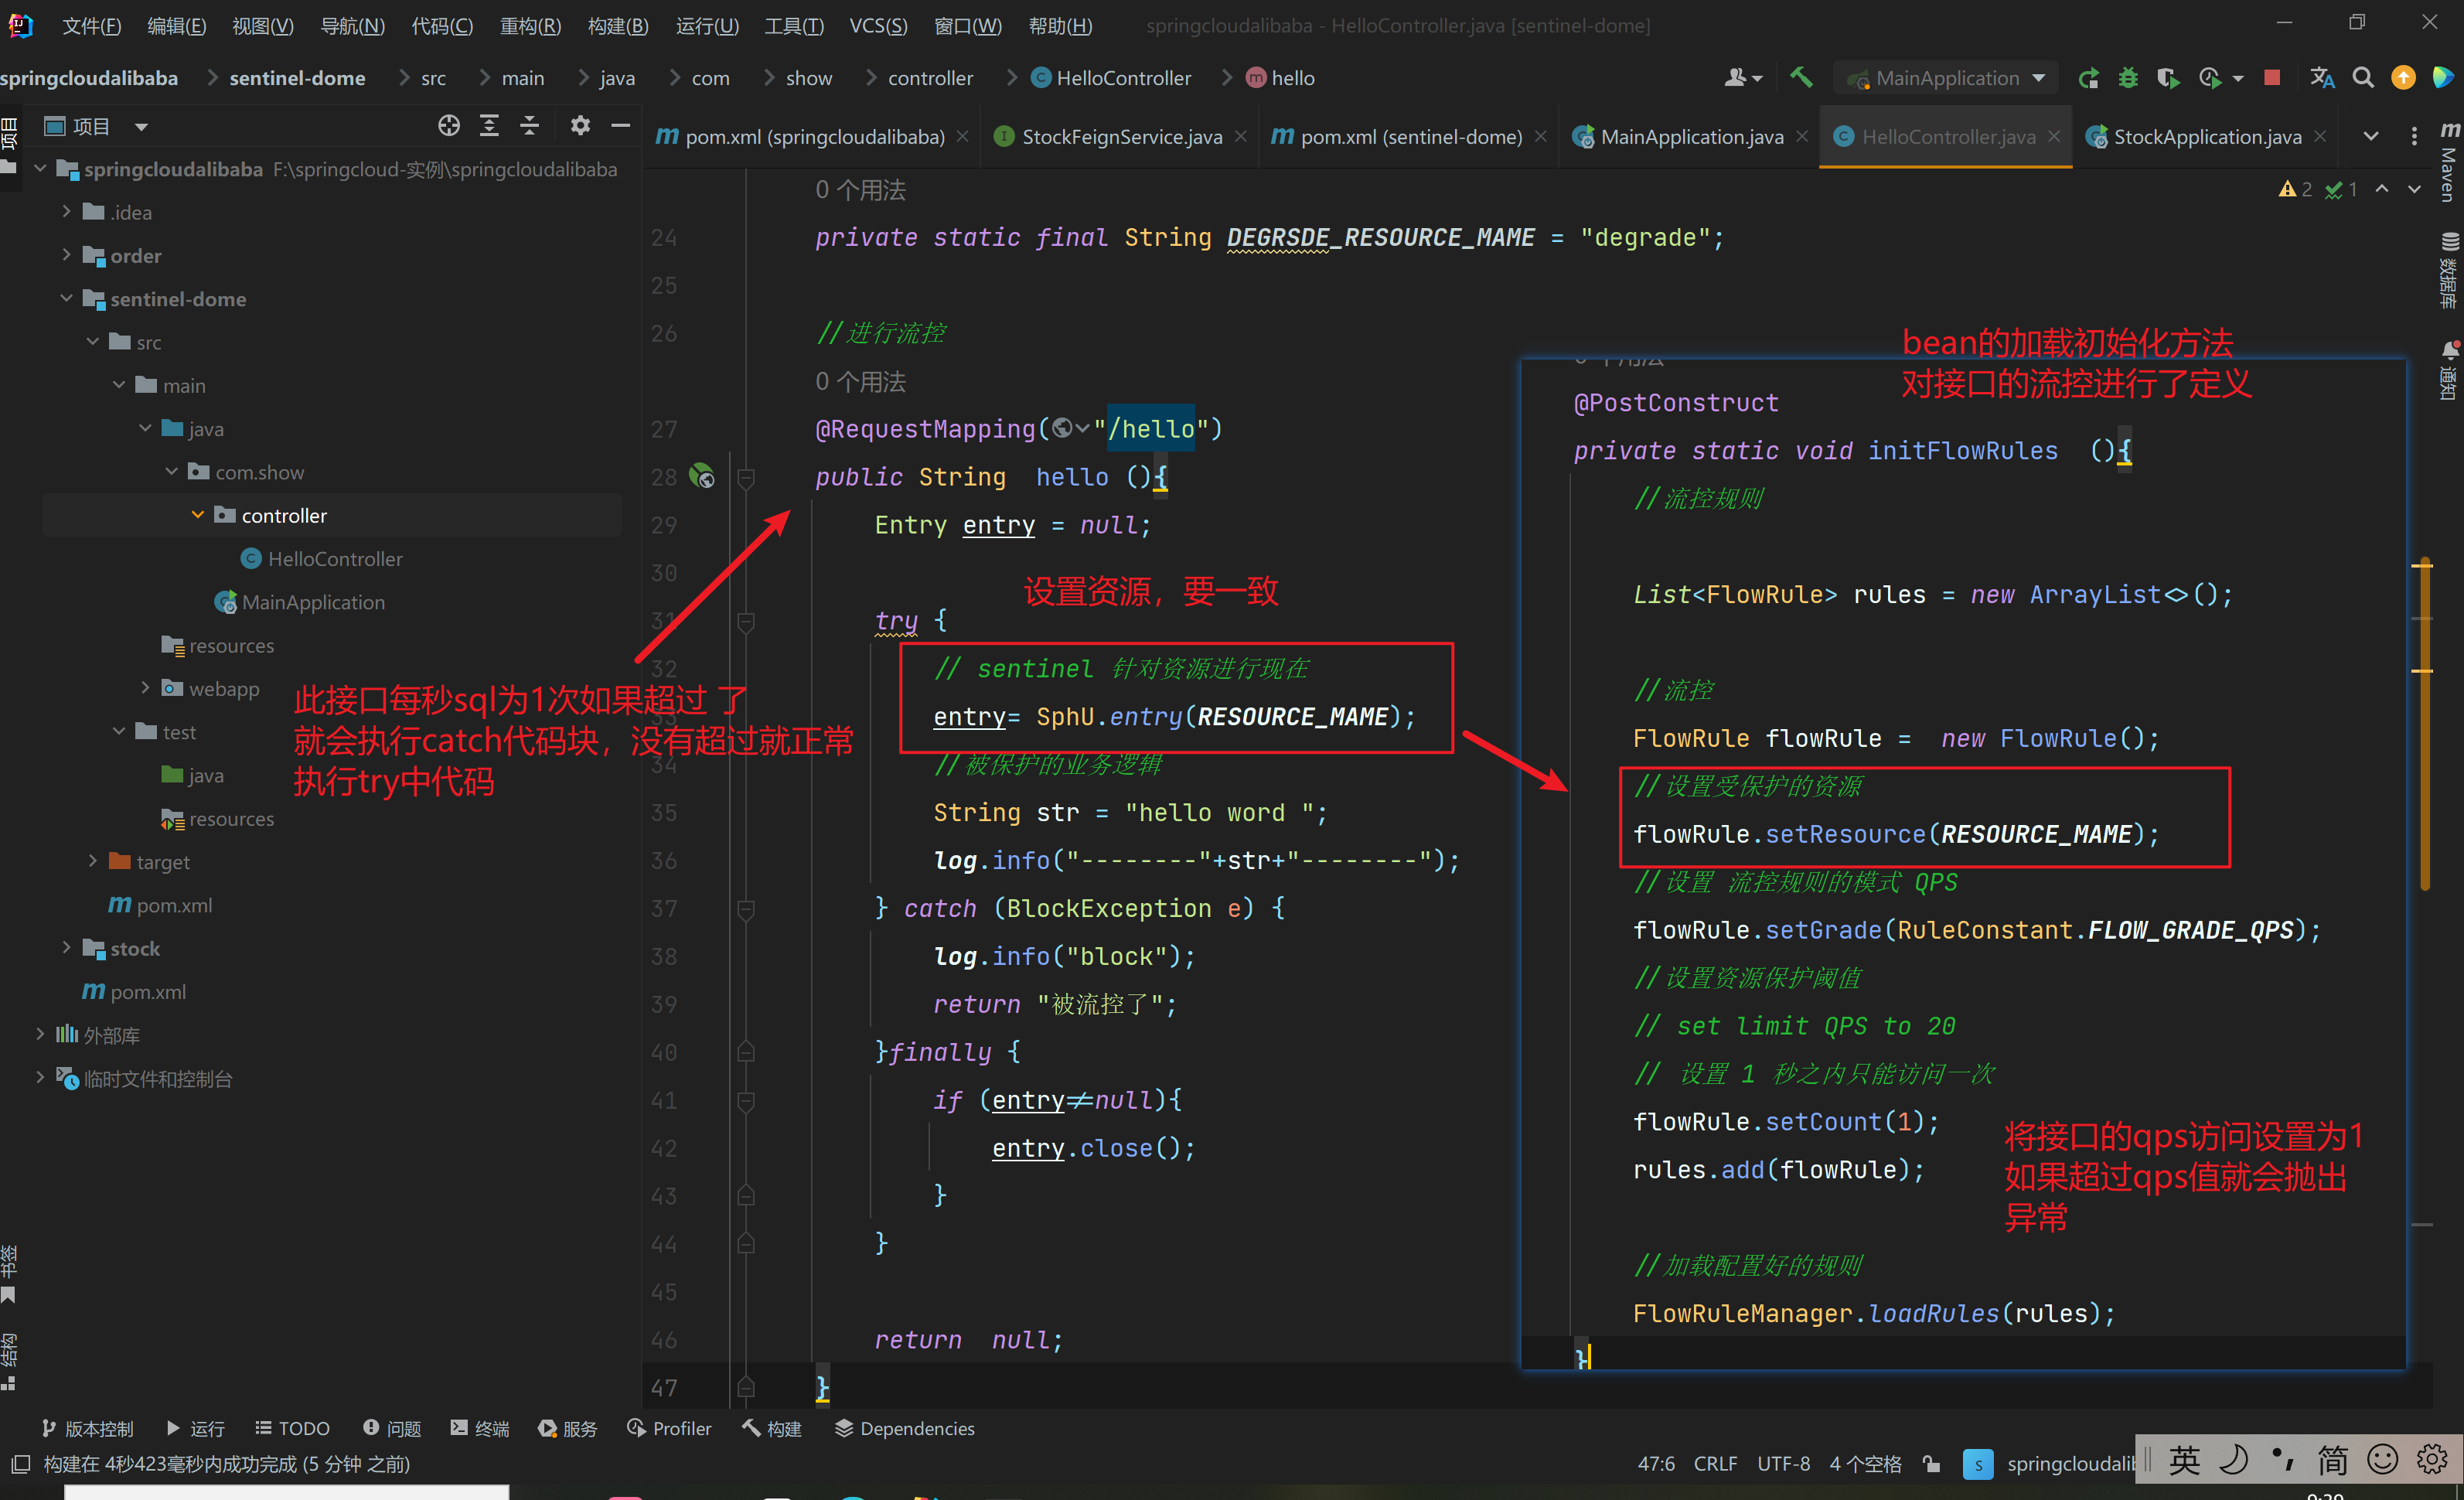 文件(F) 编辑(E) 视图(V) 导航(N) 代码(C) 重构(R) 构建(B) 运行(U) 工具(T) VCS(S) 窗口(W) 帮助(H) springcloudalibaba - HelloController.java [sentinel-dome]
springcloudalibaba sentinel-dome src main java com show controller HelloController hello MainApplication
项目
项目
pom.xml (springcloudalibaba) StockFeignService.java pom.xml (sentinel-dome) MainApplication.java HelloController.java StockApplication.java
Maven
数据库
通知
springcloudalibaba F:\springcloud-实例\springcloudalibaba
.idea
order
sentinel-dome
src
main
java
com.show
controller
HelloController
MainApplication
resources
webapp
test
java
resources
target
pom.xml
stock
pom.xml
外部库
临时文件和控制台
书签
结构
2 1
0 个用法
24 private static final String DEGRSDE_RESOURCE_MAME = "degrade";
25
26 //进行流控
0 个用法
27 @RequestMapping("/hello")
28 public String hello (){
29 Entry entry = null;
30
设置资源，要一致
31 try {
32 // sentinel 针对资源进行现在
33 entry= SphU.entry(RESOURCE_MAME);
34 //被保护的业务逻辑
35 String str = "hello word ";
36 log.info("--------"+str+"--------");
37 } catch (BlockException e) {
38 log.info("block");
39 return "被流控了";
40 }finally {
41 if (entry≠null){
42 entry.close();
43 }
44 }
45
46 return null;
47 }
此接口每秒sql为1次如果超过 了
就会执行catch代码块，没有超过就正常
执行try中代码
bean的加载初始化方法
对接口的流控进行了定义
@PostConstruct
private static void initFlowRules (){
//流控规则
List<FlowRule> rules = new ArrayList<>();
//流控
FlowRule flowRule = new FlowRule();
//设置受保护的资源
flowRule.setResource(RESOURCE_MAME);
//设置 流控规则的模式 QPS
flowRule.setGrade(RuleConstant.FLOW_GRADE_QPS);
//设置资源保护阈值
// set limit QPS to 20
// 设置 1 秒之内只能访问一次
flowRule.setCount(1);
rules.add(flowRule);
将接口的qps访问设置为1
如果超过qps值就会抛出
异常
//加载配置好的规则
FlowRuleManager.loadRules(rules);
}
版本控制 运行 TODO 问题 终端 服务 Profiler 构建 Dependencies
构建在 4秒423毫秒内成功完成 (5 分钟 之前) 47:6 CRLF UTF-8 4 个空格 s springcloudalib
英 简